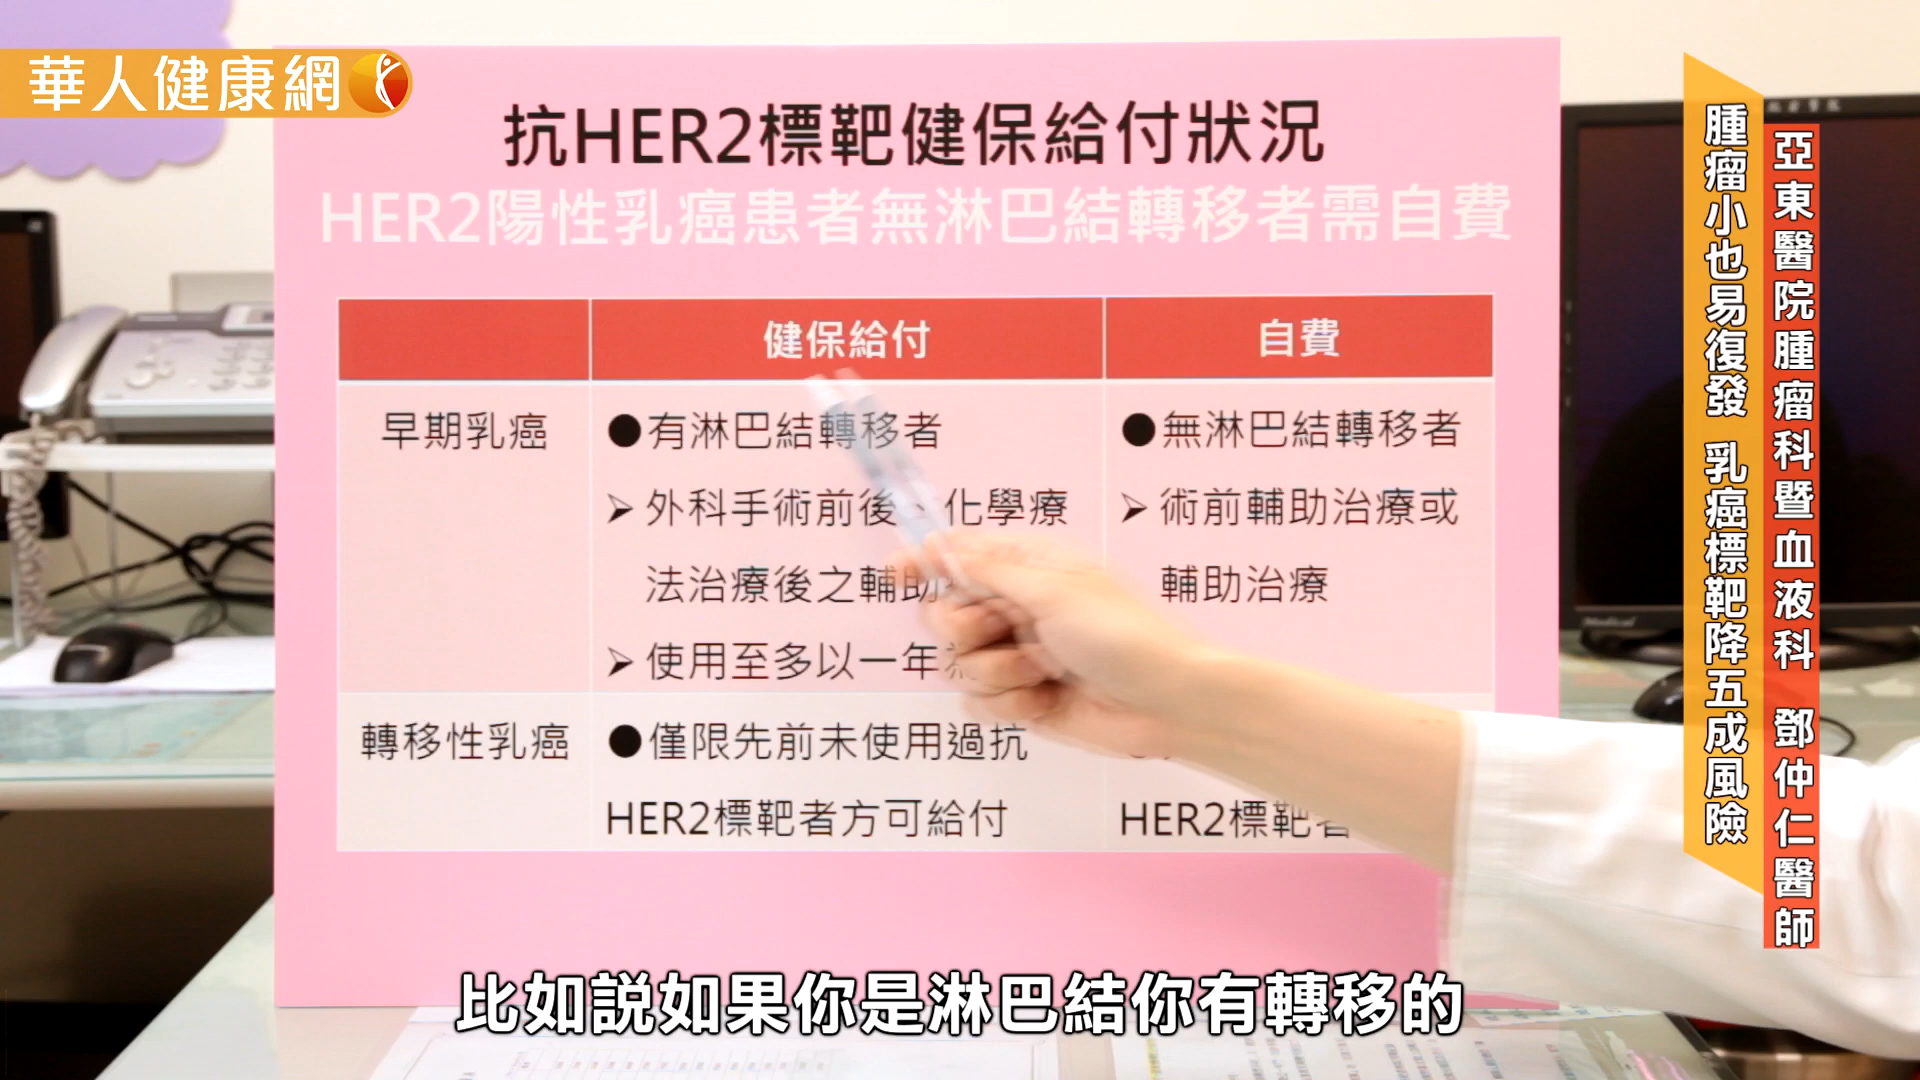 華人健康網
抗HER2標靶健保給付狀況
HER2陽性乳癌患者無淋巴結轉移者需自費
健保給付
自費
早期乳癌
●有淋巴結轉移者
➢外科手術前後、化學療
法治療後之輔助
➢使用至多以一年
●無淋巴結轉移者
➢術前輔助治療或
輔助治療
轉移性乳癌
●僅限先前未使用過抗
HER2標靶者方可給付
HER2標靶者
腫瘤小也易復發 乳癌標靶降五成風險
亞東醫院腫瘤科暨血液科 鄧仲仁醫師
比如說如果你是淋巴結你有轉移的